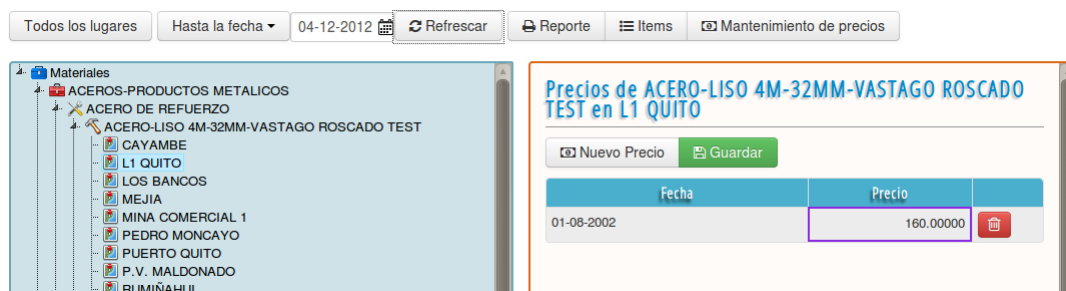 Todos los lugares
Hasta la fecha
04-12-2012
Refrescar
Reporte
Items
Mantenimiento de precios
Materiales
ACEROS-PRODUCTOS METALICOS
ACERO DE REFUERZO
ACERO-LISO 4M-32MM-VASTAGO ROSCADO TEST
CAYAMBE
L1 QUITO
LOS BANCOS
MEJIA
MINA COMERCIAL 1
PEDRO MONCAYO
PUERTO QUITO
P.V. MALDONADO
RUMIÑAHUI
Precios de ACERO-LISO 4M-32MM-VASTAGO ROSCADO
TEST en L1 QUITO
Nuevo Precio
Guardar
Fecha
Precio
01-08-2002
160.00000